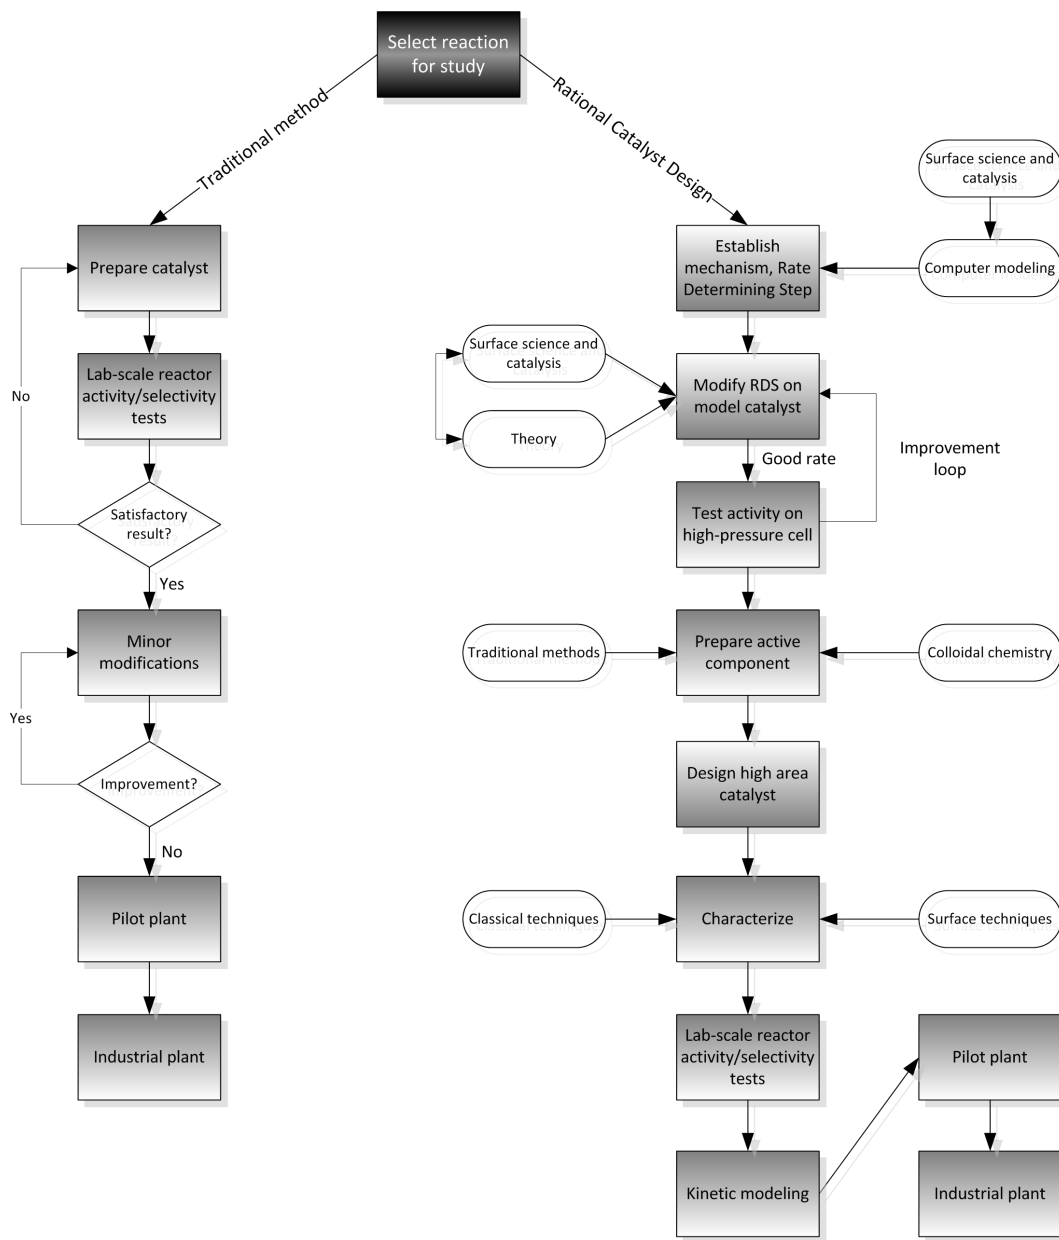 Select reaction
for study
Traditional method
Rational Catalyst Design
Surface science and
catalysis
Prepare catalyst
Establish
mechanism, Rate
Determining Step
Computer modeling
Surface science and
catalysis
Lab-scale reactor
activity/selectivity
tests
Modify RDS on
model catalyst
No
Theory
Good rate
Improvement
loop
Satisfactory
result?
Test activity on
high-pressure cell
Yes
Minor
modifications
Traditional methods
Prepare active
component
Colloidal chemistry
Yes
Improvement?
Design high area
catalyst
No
Pilot plant
Classical techniques
Characterize
Surface techniques
Industrial plant
Lab-scale reactor
activity/selectivity
tests
Pilot plant
Kinetic modeling
Industrial plant